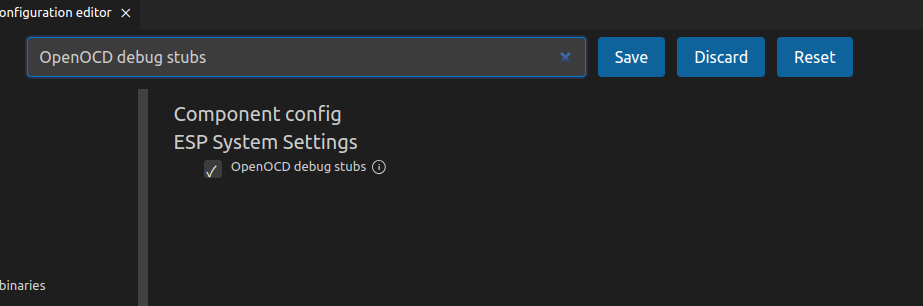 onfiguration editor
OpenOCD debug stubs
Save
Discard
Reset
Component config
ESP System Settings
OpenOCD debug stubs
binaries